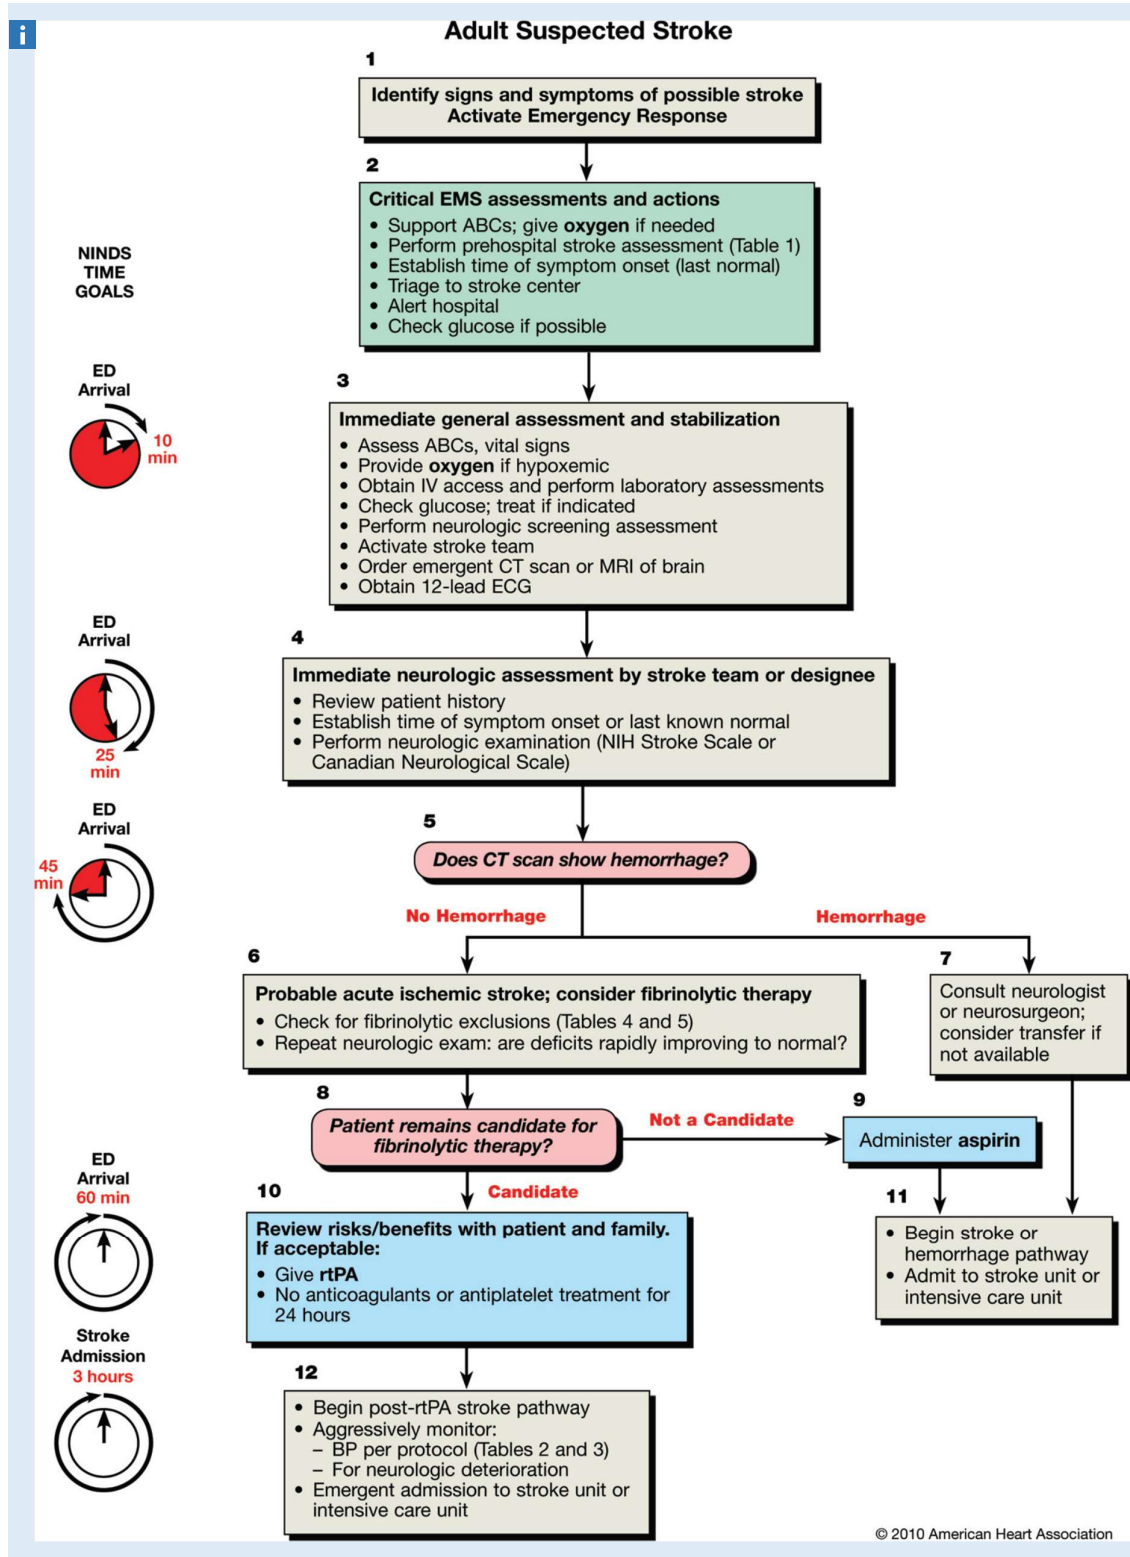 i
Adult Suspected Stroke
1
Identify signs and symptoms of possible stroke
Activate Emergency Response
2
Critical EMS assessments and actions
• Support ABCs; give oxygen if needed
• Perform prehospital stroke assessment (Table 1)
• Establish time of symptom onset (last normal)
• Triage to stroke center
• Alert hospital
• Check glucose if possible
NINDS
TIME
GOALS
ED
Arrival
10
min
3
Immediate general assessment and stabilization
• Assess ABCs, vital signs
• Provide oxygen if hypoxemic
• Obtain IV access and perform laboratory assessments
• Check glucose; treat if indicated
• Perform neurologic screening assessment
• Activate stroke team
• Order emergent CT scan or MRI of brain
• Obtain 12-lead ECG
ED
Arrival
25
min
4
Immediate neurologic assessment by stroke team or designee
• Review patient history
• Establish time of symptom onset or last known normal
• Perform neurologic examination (NIH Stroke Scale or
Canadian Neurological Scale)
ED
Arrival
45
min
5
Does CT scan show hemorrhage?
No Hemorrhage
Hemorrhage
6
Probable acute ischemic stroke; consider fibrinolytic therapy
• Check for fibrinolytic exclusions (Tables 4 and 5)
• Repeat neurologic exam: are deficits rapidly improving to normal?
7
Consult neurologist
or neurosurgeon;
consider transfer if
not available
8
Patient remains candidate for
fibrinolytic therapy?
Not a Candidate
9
Administer aspirin
Candidate
ED
Arrival
60 min
10
Review risks/benefits with patient and family.
If acceptable:
• Give rtPA
• No anticoagulants or antiplatelet treatment for
24 hours
11
• Begin stroke or
hemorrhage pathway
• Admit to stroke unit or
intensive care unit
Stroke
Admission
3 hours
12
• Begin post-rtPA stroke pathway
• Aggressively monitor:
– BP per protocol (Tables 2 and 3)
– For neurologic deterioration
• Emergent admission to stroke unit or
intensive care unit
© 2010 American Heart Association